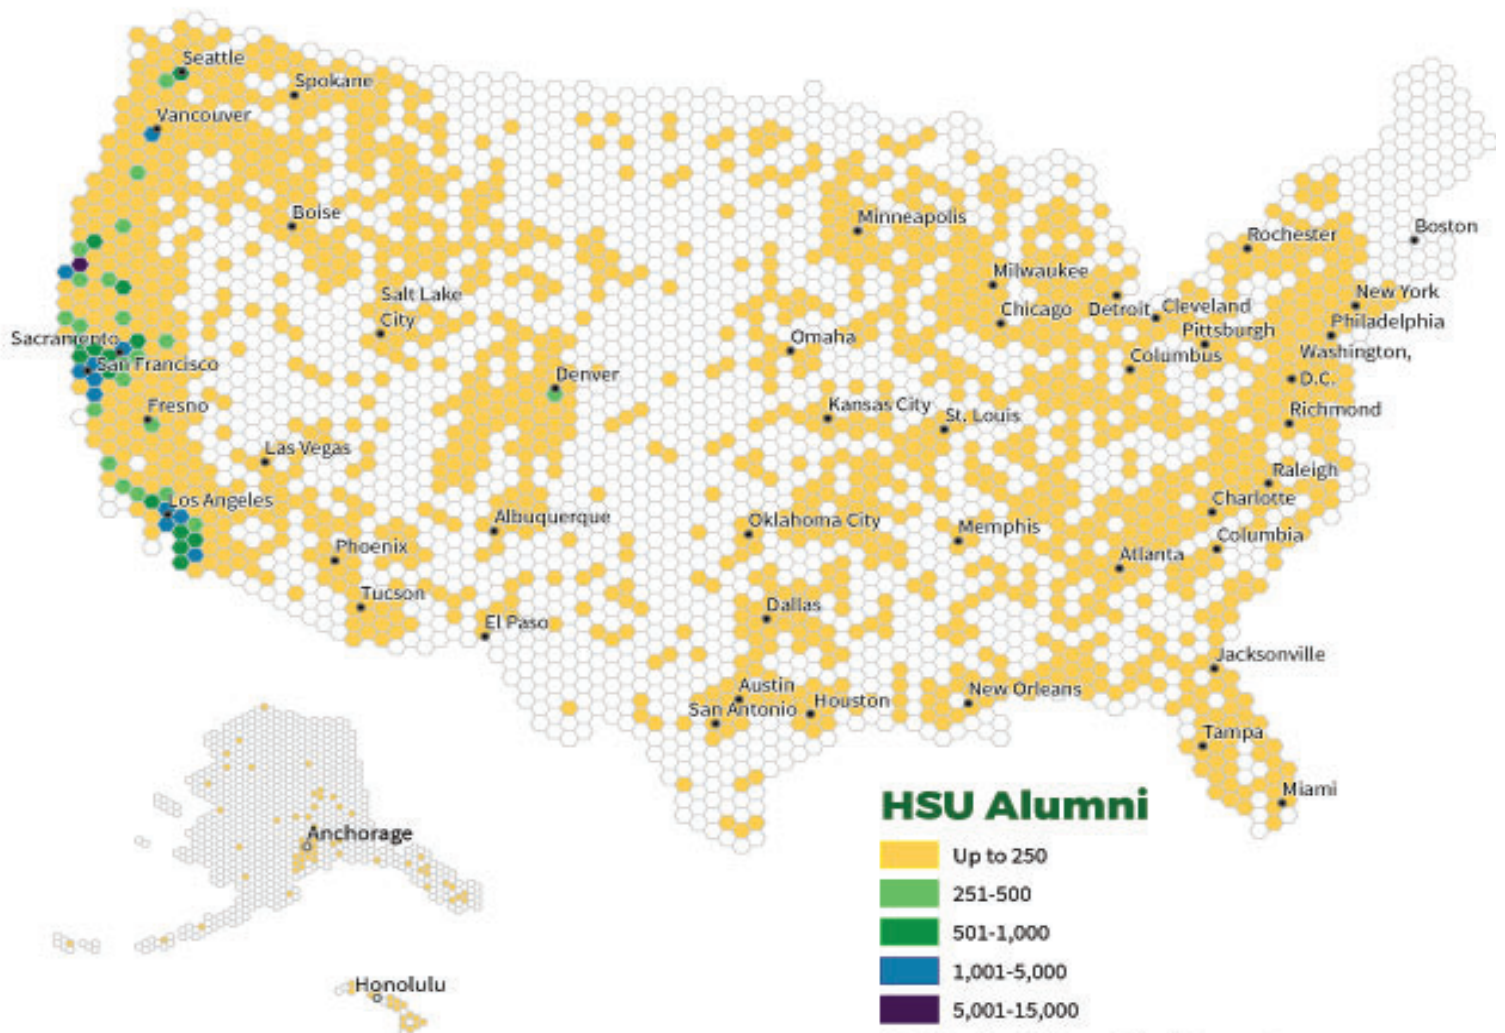 Seattle
Spokane
Vancouver
Boise
Minneapolis
Boston
Rochester
Milwaukee
Salt Lake
City
New York
Chicago
Detroit
Cleveland
Philadelphia
Pittsburgh
Sacramento
Omaha
Washington,
D.C.
Columbus
San Francisco
Denver
Fresno
Kansas City
St. Louis
Richmond
Las Vegas
Raleigh
Los Angeles
Charlotte
Albuquerque
Oklahoma City
Memphis
Columbia
Phoenix
Atlanta
Tucson
Dallas
El Paso
Jacksonville
Austin
New Orleans
San Antonio
Houston
Tampa
Miami
Anchorage
Honolulu
HSU Alumni
Up to 250
251-500
501-1,000
1,001-5,000
5,001-15,000